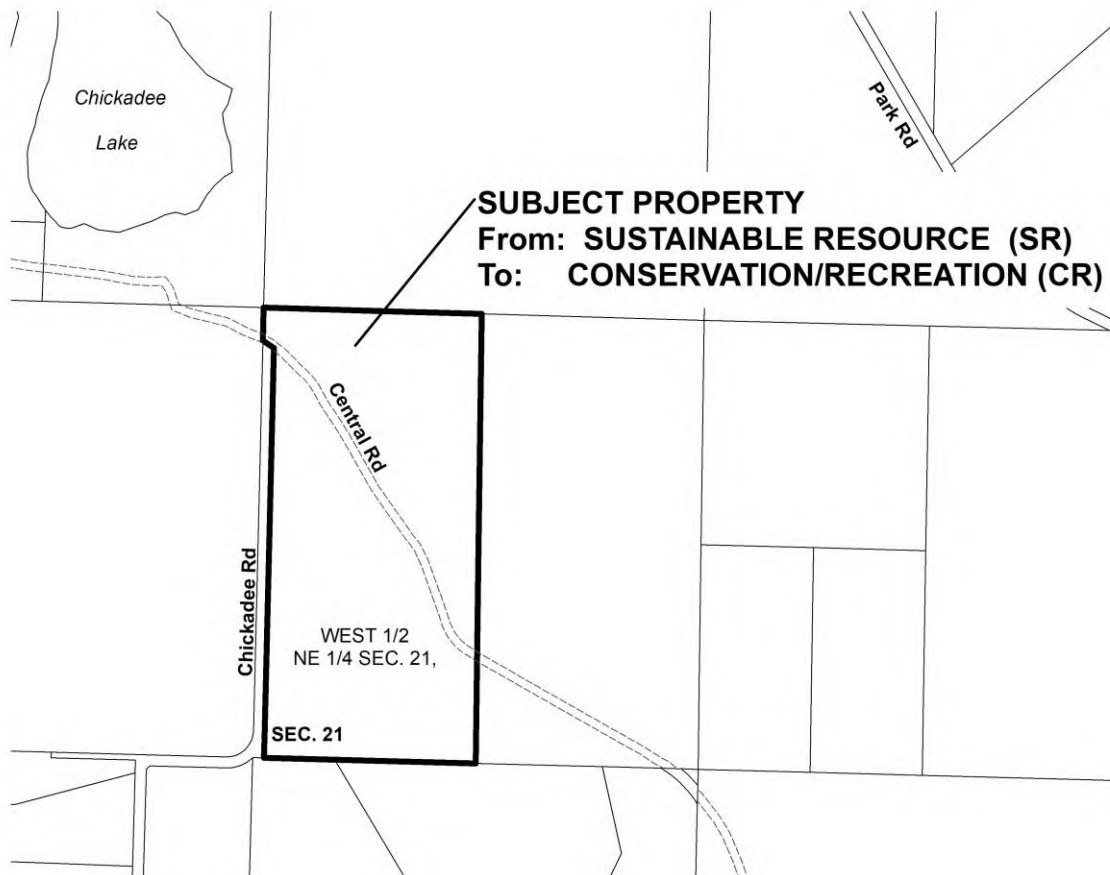 Chickadee
Lake
Park Rd
SUBJECT PROPERTY
From: SUSTAINABLE RESOURCE (SR)
To: CONSERVATION/RECREATION (CR)
Central Rd
Chickadee Rd
WEST 1/2
NE 1/4 SEC. 21,
SEC. 21